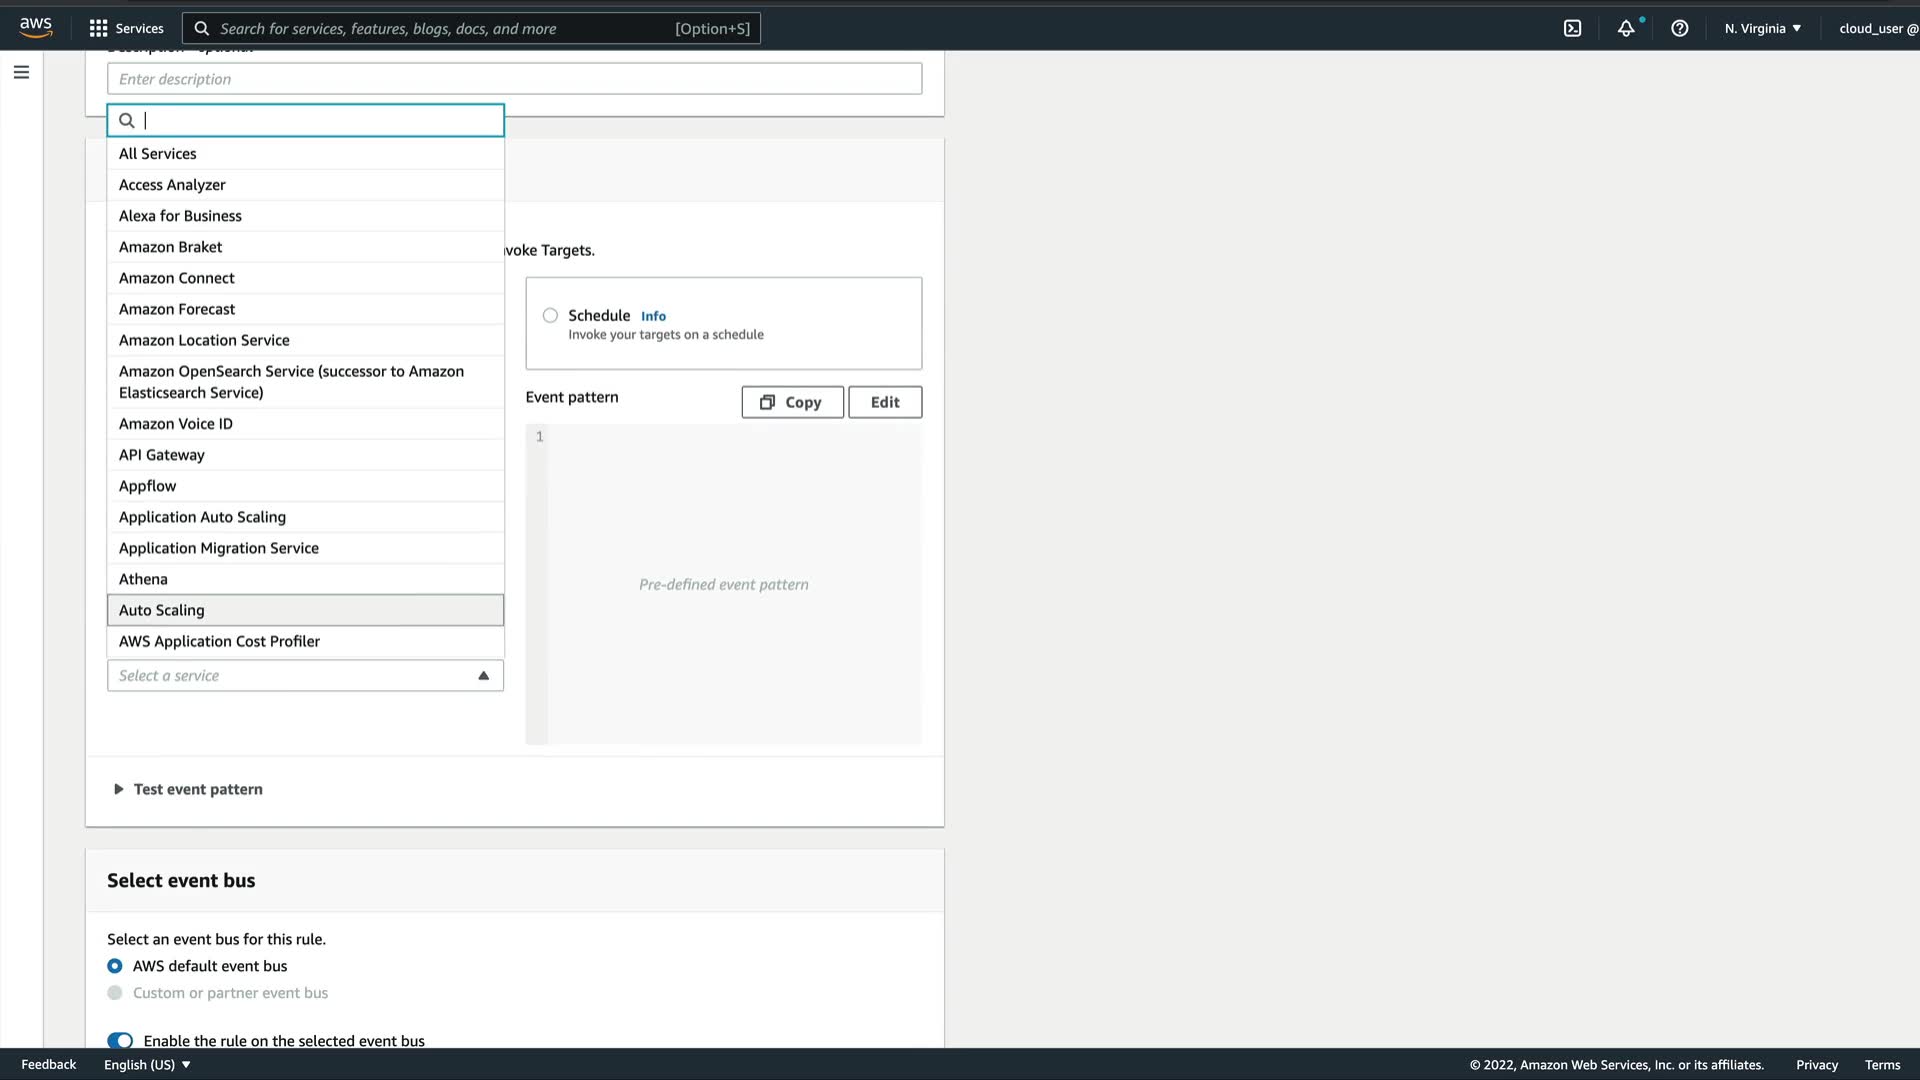 aws
Services
Search for services, features, blogs, docs, and more
[Option+S]
N. Virginia
cloud_user @
Enter description
All Services
Access Analyzer
Alexa for Business
Amazon Braket
Amazon Connect
Amazon Forecast
Amazon Location Service
Amazon OpenSearch Service (successor to Amazon
Elasticsearch Service)
Amazon Voice ID
API Gateway
Appflow
Application Auto Scaling
Application Migration Service
Athena
Auto Scaling
AWS Application Cost Profiler
Select a service
voke Targets.
Schedule Info
Invoke your targets on a schedule
Event pattern
Copy
Edit
1
Pre-defined event pattern
Test event pattern
Select event bus
Select an event bus for this rule.
AWS default event bus
Custom or partner event bus
Enable the rule on the selected event bus
Feedback
English (US)
© 2022, Amazon Web Services, Inc. or its affiliates.
Privacy
Terms